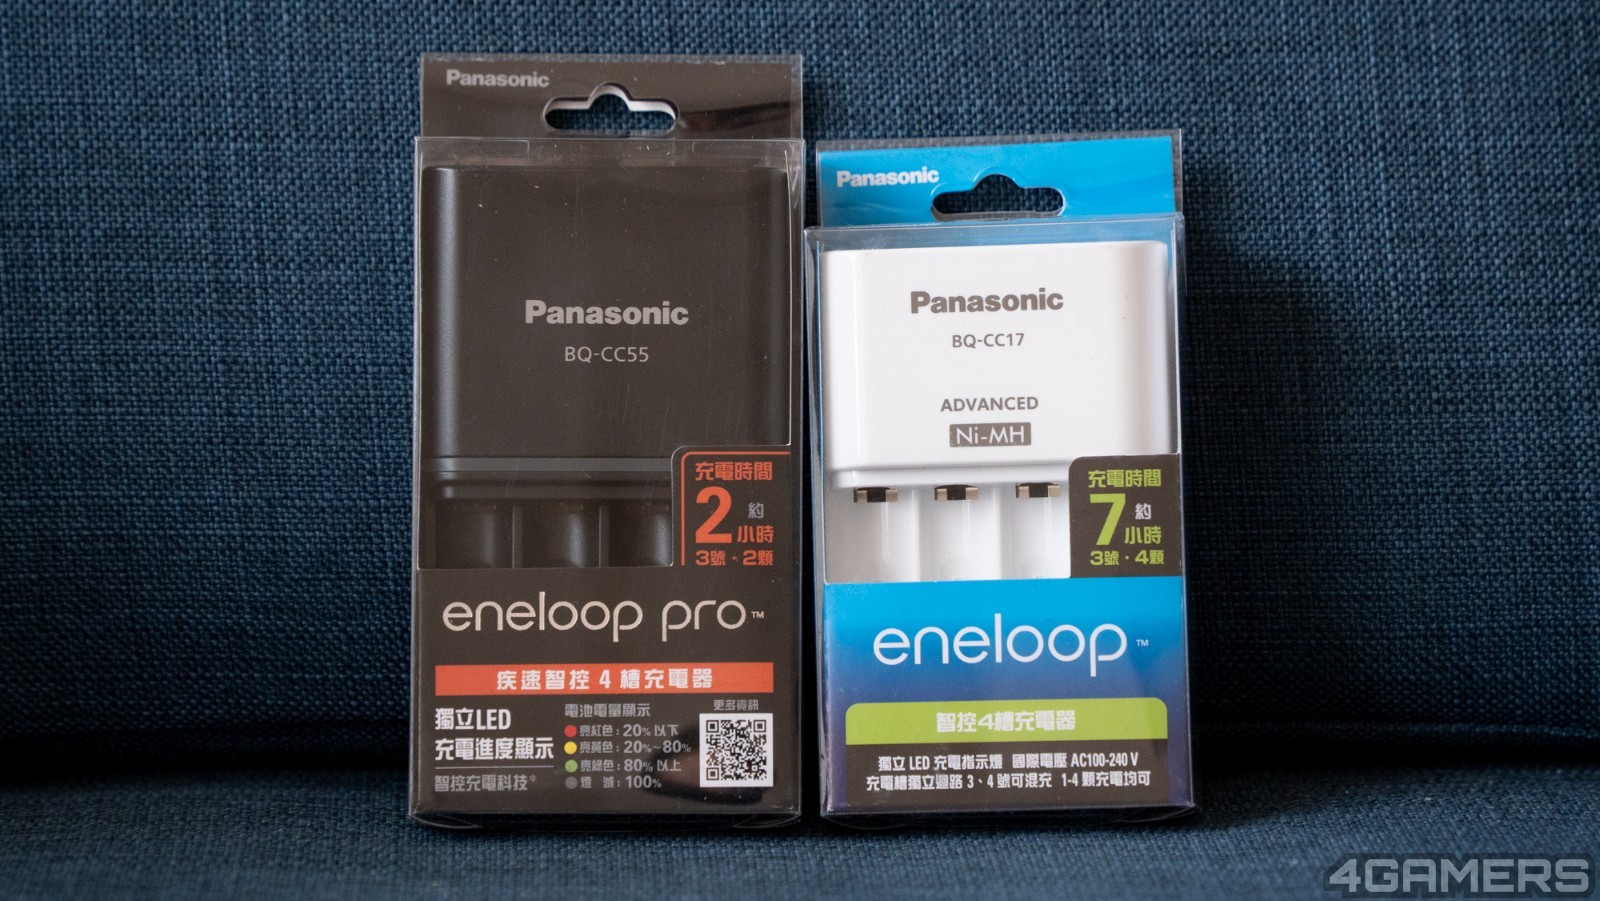 Panasonic
Panasonic
BQ-CC55
充電時間
2 約
小時
3號・2顆
eneloop pro™
疾速智控 4 槽充電器
獨立LED
充電進度顯示
智控充電科技※
電池電量顯示
亮紅色：20% 以下
亮黃色：20%~80%
亮綠色：80% 以上
燈 滅：100%
更多資訊
Panasonic
Panasonic
BQ-CC17
ADVANCED
Ni-MH
充電時間
7 約
小時
3號・4顆
eneloop™
智控4槽充電器
獨立 LED 充電指示燈 國際電壓 AC100-240 V
充電槽獨立迴路 3、4 號可混充 1-4 顆充電均可
4GAMERS